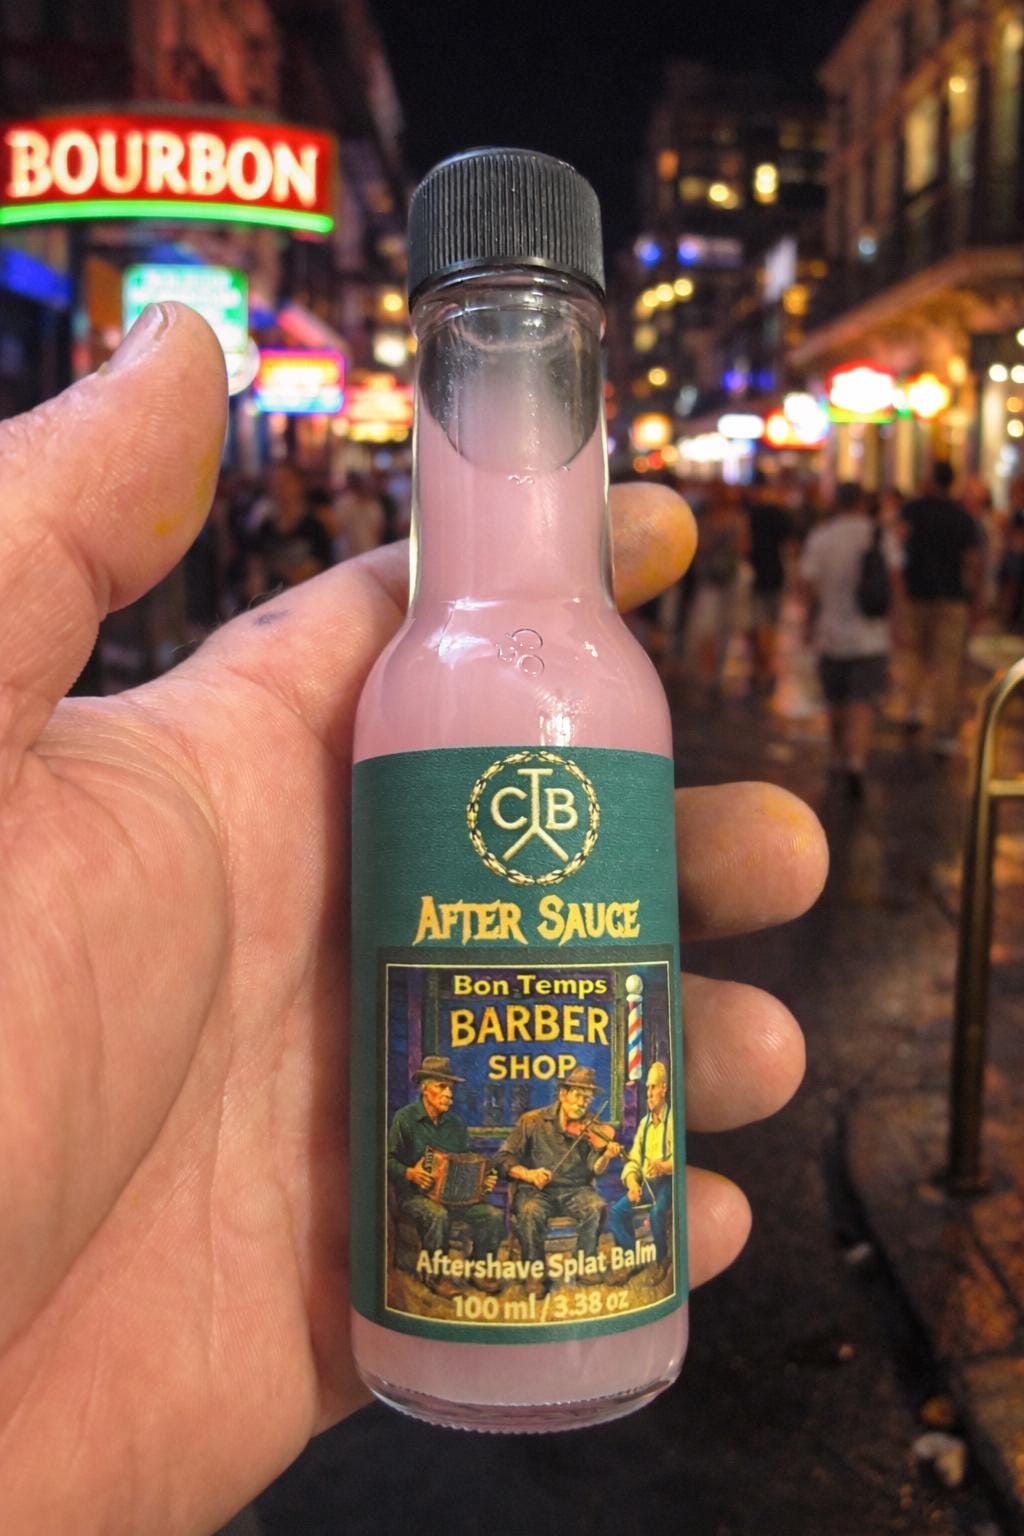 BOURBON
CTB
AFTER SAUCE
Bon Temps
BARBER
SHOP
Aftershave Splat Balm
100 ml / 3.38 oz